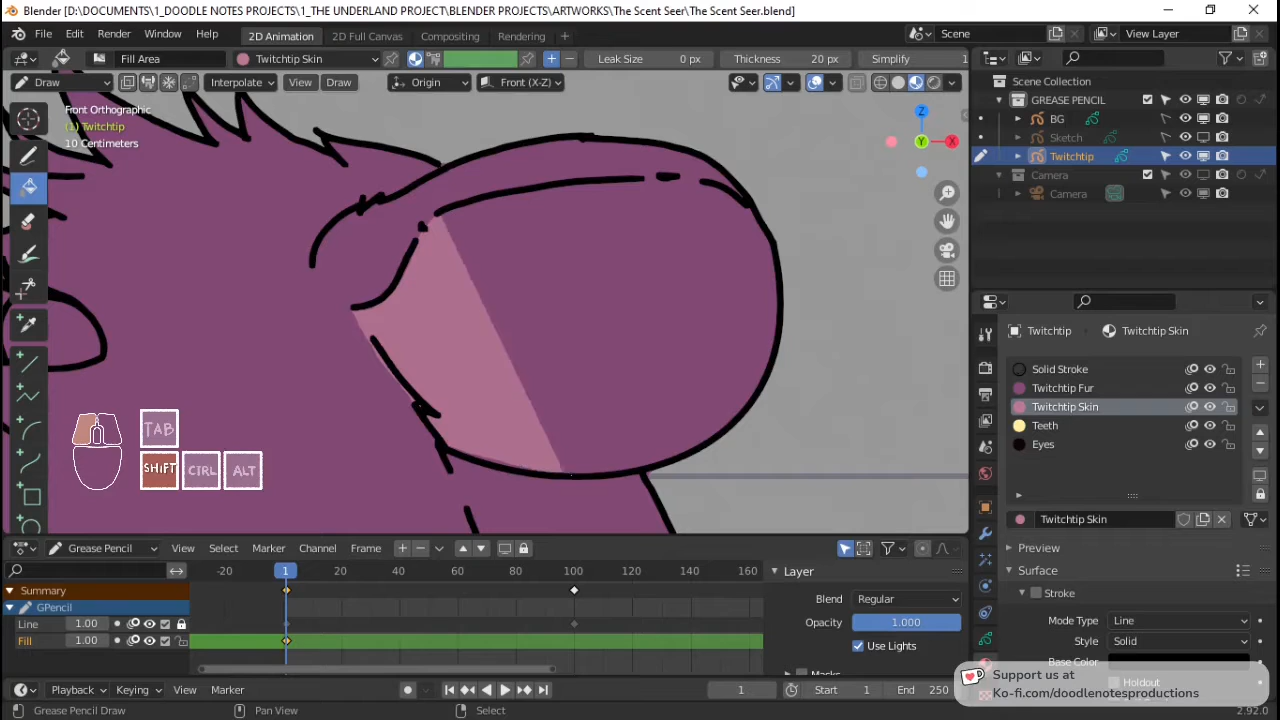 Blender [D:\DOCUMENTS\1_DOODLE NOTES PROJECTS\1_THE UNDERLAND PROJECT\BLENDER PROJECTS\ARTWORKS\The Scent Seer\The Scent Seer.blend]
File Edit Render Window Help 2D Animation 2D Full Canvas Compositing Rendering Scene View Layer
Fill Area Twitchtip Skin Leak Size 0 px Thickness 20 px Simplify 1
Draw Interpolate View Draw Origin Front (X-Z)
Front Orthographic
(1) Twitchtip
10 Centimeters
Z
X
Y
Scene Collection
GREASE PENCIL
BG
Sketch
Twitchtip
Camera
Camera
Twitchtip Twitchtip Skin
Solid Stroke
Twitchtip Fur
Twitchtip Skin
Teeth
Eyes
Twitchtip Skin
Preview
Surface
Stroke
Mode Type Line
Style Solid
Base Color
Holdout
TAB
SHIFT CTRL ALT
Grease Pencil View Select Marker Channel Frame
-20 1 20 40 60 80 100 120 140 160
Summary
GPencil
Line 1.00
Fill 1.00
Layer
Blend Regular
Opacity 1.000
Use Lights
Masks
Playback Keying View Marker 1 Start 1 End 250
Support us at
Ko-fi.com/doodlenotesproductions
Grease Pencil Draw Pan View Select 2.92.0